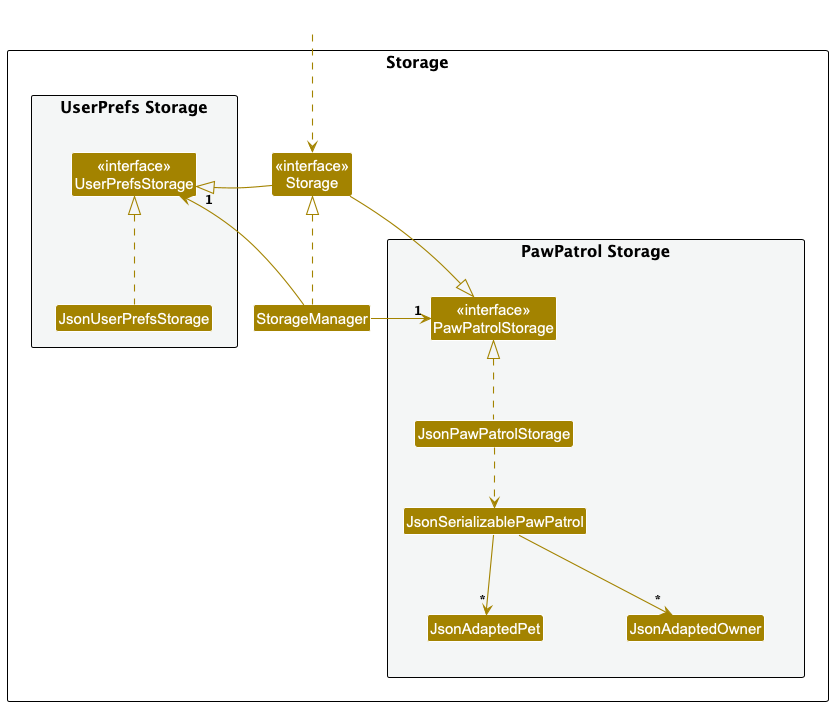 Storage
UserPrefs Storage
«interface»
UserPrefsStorage
«interface»
Storage
1
PawPatrol Storage
JsonUserPrefsStorage
StorageManager
1
«interface»
PawPatrolStorage
JsonPawPatrolStorage
JsonSerializablePawPatrol
*
*
JsonAdaptedPet
JsonAdaptedOwner